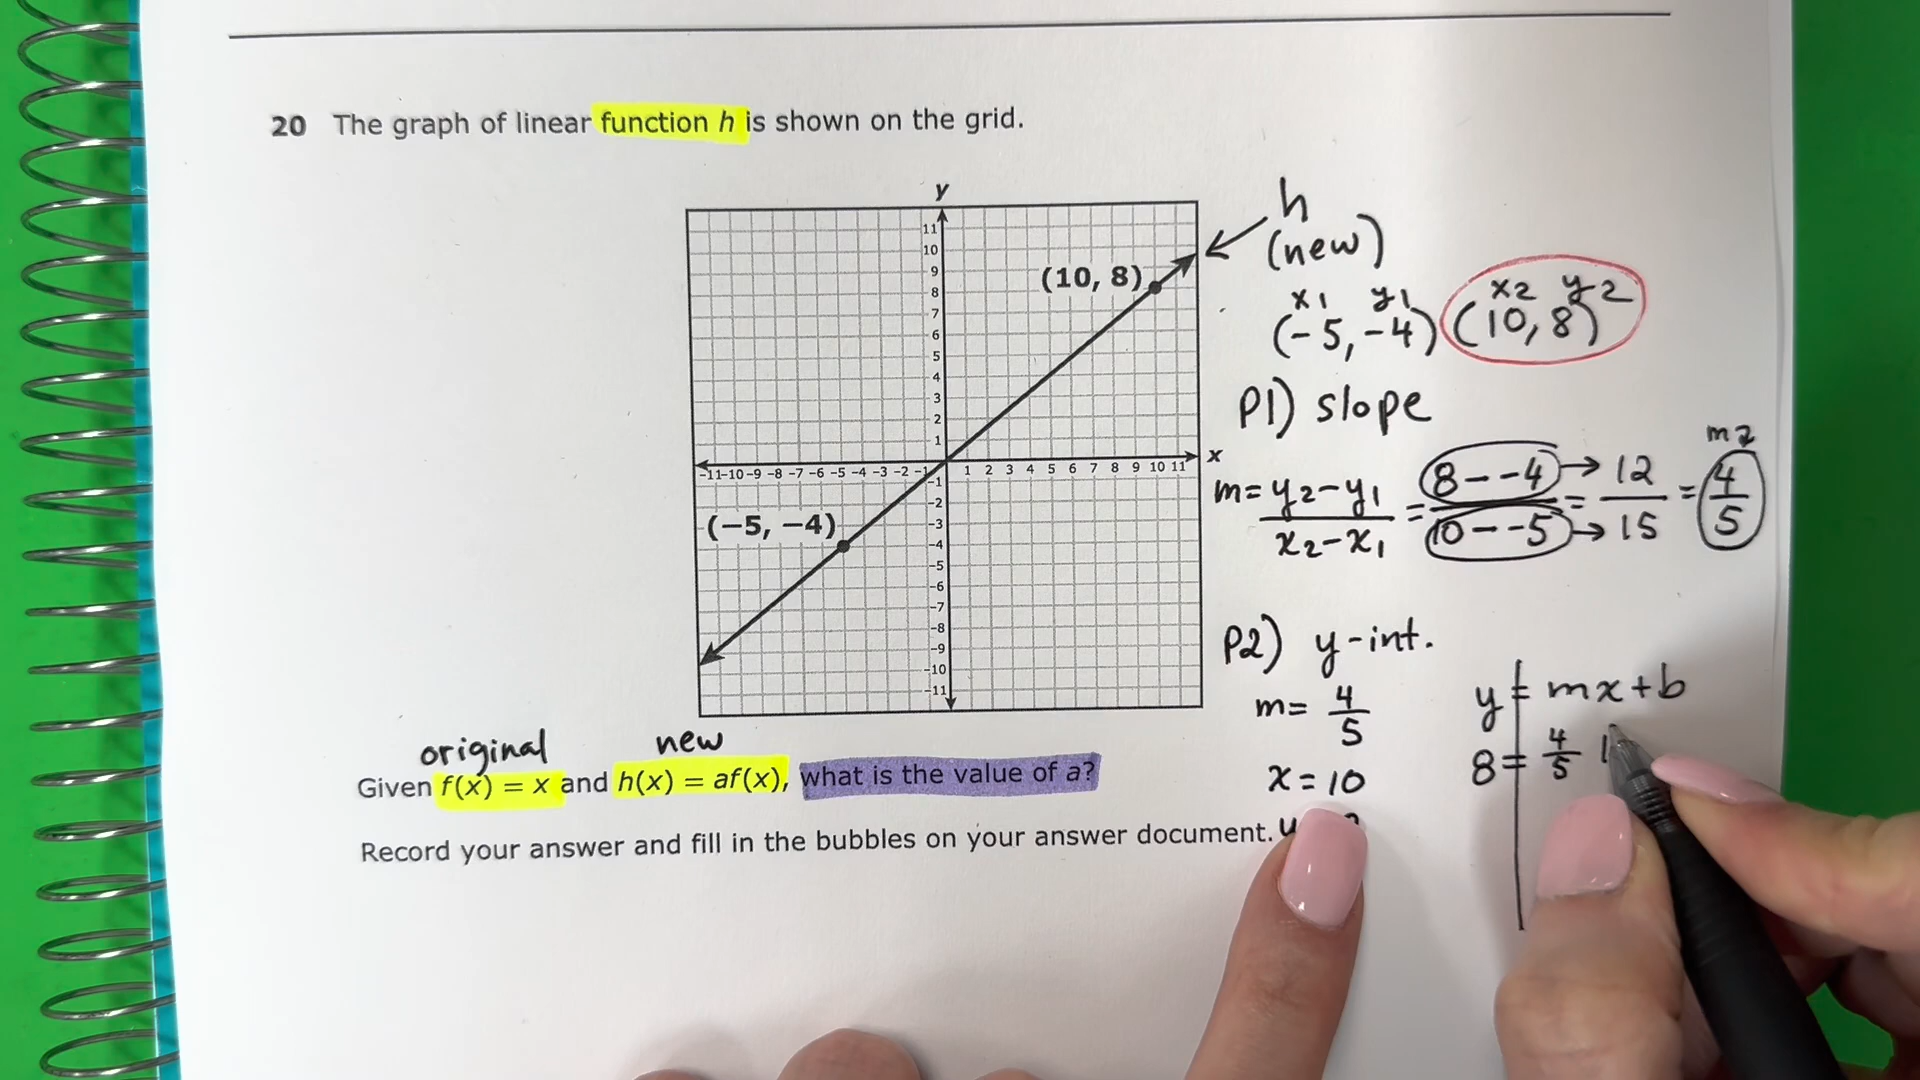 20 The graph of linear function h is shown on the grid.
y
11
10
9
8
7
6
5
4
3
2
1
(10, 8)
-11 -10 -9 -8 -7 -6 -5 -4 -3 -2 -1 1 2 3 4 5 6 7 8 9 10 11 x
-1
-2
-3
-4
-5
-6
-7
-8
-9
-10
-11
(−5, −4)
h
(new)
x1 y1 x2 y2
(-5, -4) (10, 8)
P1) slope
m2
m = y2 - y1 / x2 - x1 = 8 - -4 / 10 - -5 → 12 / → 15 = 4/5
P2) y-int.
m = 4/5
x = 10
y = mx + b
8 = 4/5
original new
Given f(x) = x and h(x) = af(x), what is the value of a?
Record your answer and fill in the bubbles on your answer document.